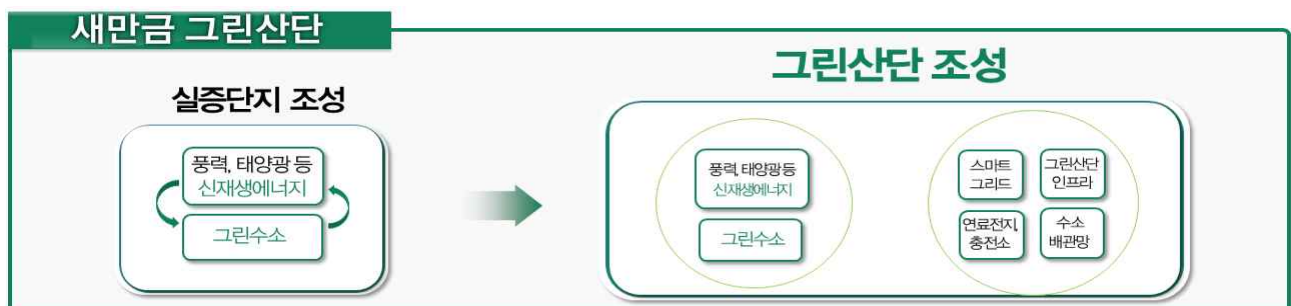 새만금 그린산단
그린산단 조성
실증단지 조성
풍력, 태양광 등
신재생에너지
그린수소
풍력, 태양광 등
신재생에너지
그린수소
스마트
그리드
그린산단
인프라
연료전지,
충전소
수소
배관망